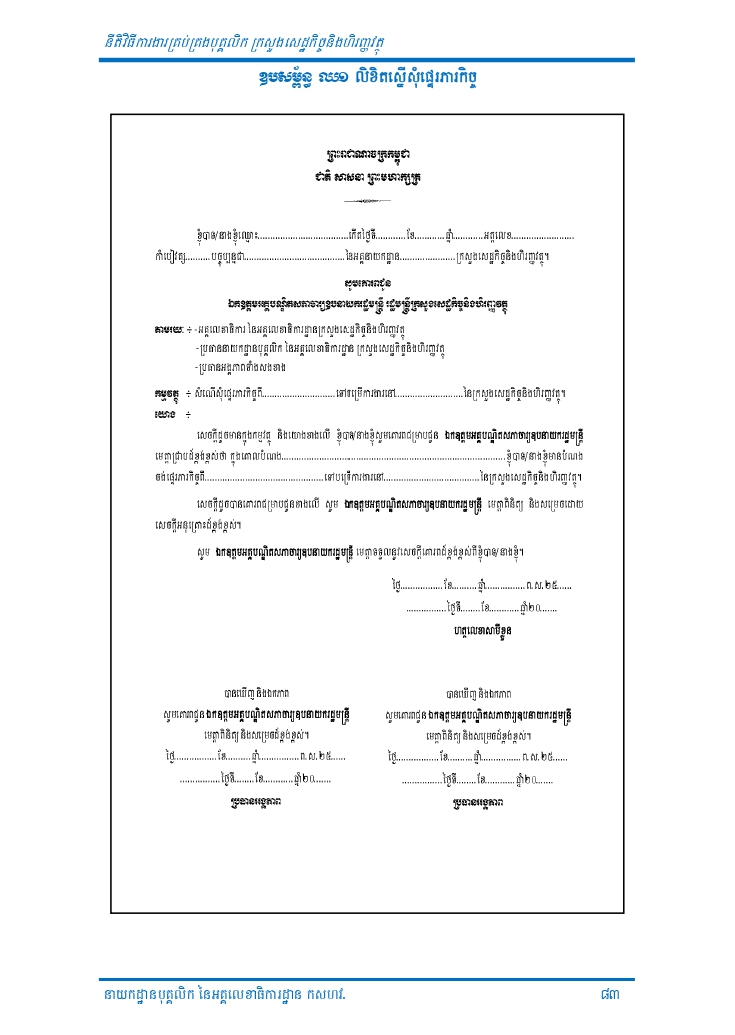 នីតិវិធីការងារគ្រប់គ្រងបុគ្គលិក ក្រសួងសេដ្ឋកិច្ចនិងហិរញ្ញវត្ថុ
ឧបសម្ព័ន្ធ ឈ១ លិខិតស្នើសុំផ្ទេរភារកិច្ច
ព្រះរាជាណាចក្រកម្ពុជា
ជាតិ សាសនា ព្រះមហាក្សត្រ
ខ្ញុំបាទ/នាងខ្ញុំឈ្មោះ....................................កើតថ្ងៃទី............ខែ............ឆ្នាំ............អត្តលេខ.........................
កាំបៀវត្ស..........បច្ចុប្បន្នជា........................................នៃអគ្គនាយកដ្ឋាន......................ក្រសួងសេដ្ឋកិច្ចនិងហិរញ្ញវត្ថុ។
សូមគោរពជូន
ឯកឧត្តមអគ្គបណ្ឌិតសភាចារ្យឧបនាយករដ្ឋមន្ត្រី រដ្ឋមន្ត្រីក្រសួងសេដ្ឋកិច្ចនិងហិរញ្ញវត្ថុ
តាមរយៈ ÷ -អគ្គលេខាធិការ នៃអគ្គលេខាធិការដ្ឋានក្រសួងសេដ្ឋកិច្ចនិងហិរញ្ញវត្ថុ
-ប្រធាននាយកដ្ឋានបុគ្គលិក នៃអគ្គលេខាធិការដ្ឋាន ក្រសួងសេដ្ឋកិច្ចនិងហិរញ្ញវត្ថុ
-ប្រធានអង្គភាពទាំងសងខាង
កម្មវត្ថុ ÷ សំណើសុំផ្ទេរភារកិច្ចពី.............................ទៅបម្រើការងារនៅ...........................នៃក្រសួងសេដ្ឋកិច្ចនិងហិរញ្ញវត្ថុ។
យោង ÷
សេចក្តីដូចមានក្នុងកម្មវត្ថុ និងយោងខាងលើ ខ្ញុំបាទ/នាងខ្ញុំសូមគោរពជម្រាបជូន ឯកឧត្តមអគ្គបណ្ឌិតសភាចារ្យឧបនាយករដ្ឋមន្ត្រី
មេត្តាជ្រាបដ៏ខ្ពង់ខ្ពស់ថា ក្នុងគោលបំណង.........................................................................................ខ្ញុំបាទ/នាងខ្ញុំមានបំណង
ចង់ផ្ទេរភារកិច្ចពី...............................................ទៅបម្រើការងារនៅ......................................នៃក្រសួងសេដ្ឋកិច្ចនិងហិរញ្ញវត្ថុ។
សេចក្តីដូចបានគោរពជម្រាបជូនខាងលើ សូម ឯកឧត្តមអគ្គបណ្ឌិតសភាចារ្យឧបនាយករដ្ឋមន្ត្រី មេត្តាពិនិត្យ និងសម្រេចដោយ
សេចក្តីអនុគ្រោះដ៏ខ្ពង់ខ្ពស់។
សូម ឯកឧត្តមអគ្គបណ្ឌិតសភាចារ្យឧបនាយករដ្ឋមន្ត្រី មេត្តាទទួលនូវសេចក្តីគោរពដ៏ខ្ពង់ខ្ពស់ពីខ្ញុំបាទ/នាងខ្ញុំ។
ថ្ងៃ................. ខែ.......... ឆ្នាំ................ ព.ស.២៥......
................ ថ្ងៃទី........ ខែ............ ឆ្នាំ២០.......
ហត្ថលេខាសាមីខ្លួន
បានឃើញ និងឯកភាព
សូមគោរពជូន ឯកឧត្តមអគ្គបណ្ឌិតសភាចារ្យឧបនាយករដ្ឋមន្ត្រី
មេត្តាពិនិត្យ និងសម្រេចដ៏ខ្ពង់ខ្ពស់។
ថ្ងៃ................. ខែ.......... ឆ្នាំ............... ព.ស.២៥......
................ ថ្ងៃទី........ ខែ............ ឆ្នាំ២០.......
ប្រធានអង្គភាព
បានឃើញ និងឯកភាព
សូមគោរពជូន ឯកឧត្តមអគ្គបណ្ឌិតសភាចារ្យឧបនាយករដ្ឋមន្ត្រី
មេត្តាពិនិត្យ និងសម្រេចដ៏ខ្ពង់ខ្ពស់។
ថ្ងៃ................. ខែ.......... ឆ្នាំ................ ព.ស.២៥......
................ ថ្ងៃទី........ ខែ............ ឆ្នាំ២០.......
ប្រធានអង្គភាព
នាយកដ្ឋានបុគ្គលិក នៃអគ្គលេខាធិការដ្ឋាន កសហវ.
៨៣